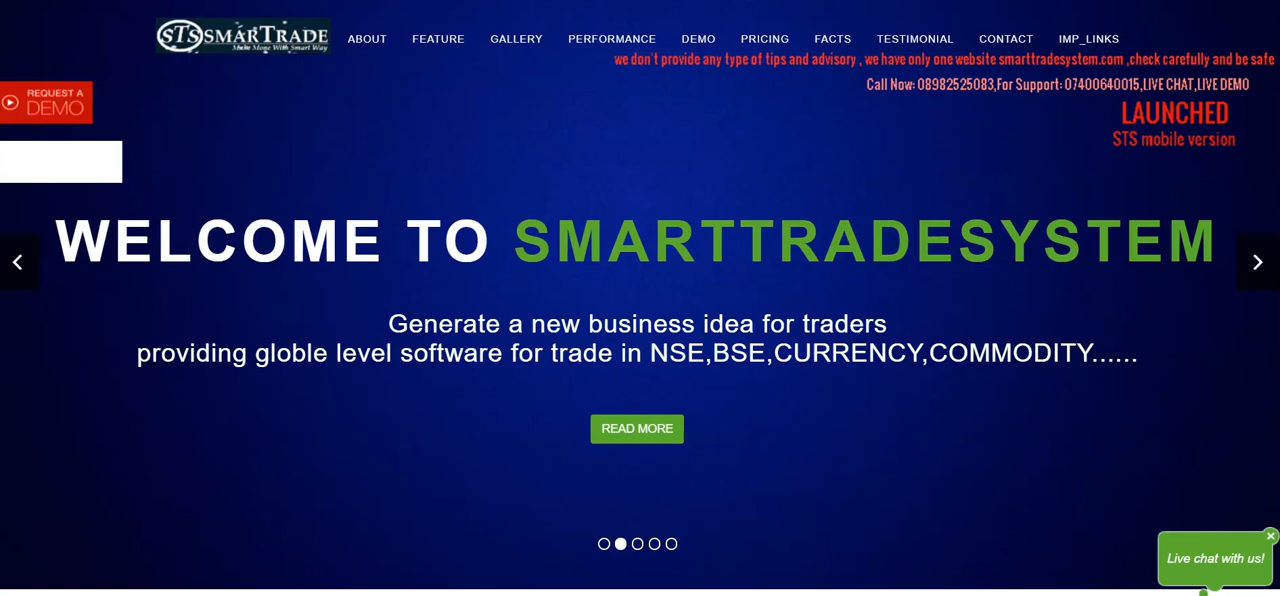 STS SMARTRADE
Make Mone With Smart Way
ABOUT FEATURE GALLERY PERFORMANCE DEMO PRICING FACTS TESTIMONIAL CONTACT IMP_LINKS
we don't provide any type of tips and advisory , we have only one website smarttradesystem.com ,check carefully and be safe
Call Now: 08982525083,For Support: 07400640015,LIVE CHAT,LIVE DEMO
REQUEST A
DEMO
LAUNCHED
STS mobile version
WELCOME TO SMARTTRADESYSTEM
Generate a new business idea for traders
providing globle level software for trade in NSE,BSE,CURRENCY,COMMODITY......
READ MORE
Live chat with us!